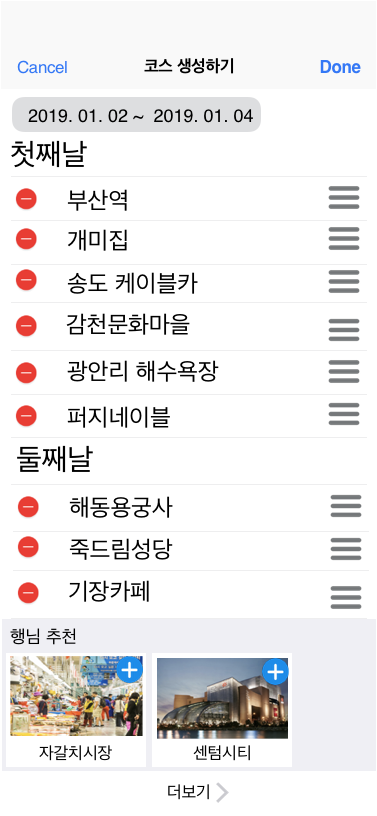 Cancel 코스 생성하기 Done
2019. 01. 02 ~ 2019. 01. 04
첫째날
부산역
개미집
송도 케이블카
감천문화마을
광안리 해수욕장
퍼지네이블
둘째날
해동용궁사
죽드림성당
기장카페
행님 추천
자갈치시장 센텀시티
더보기